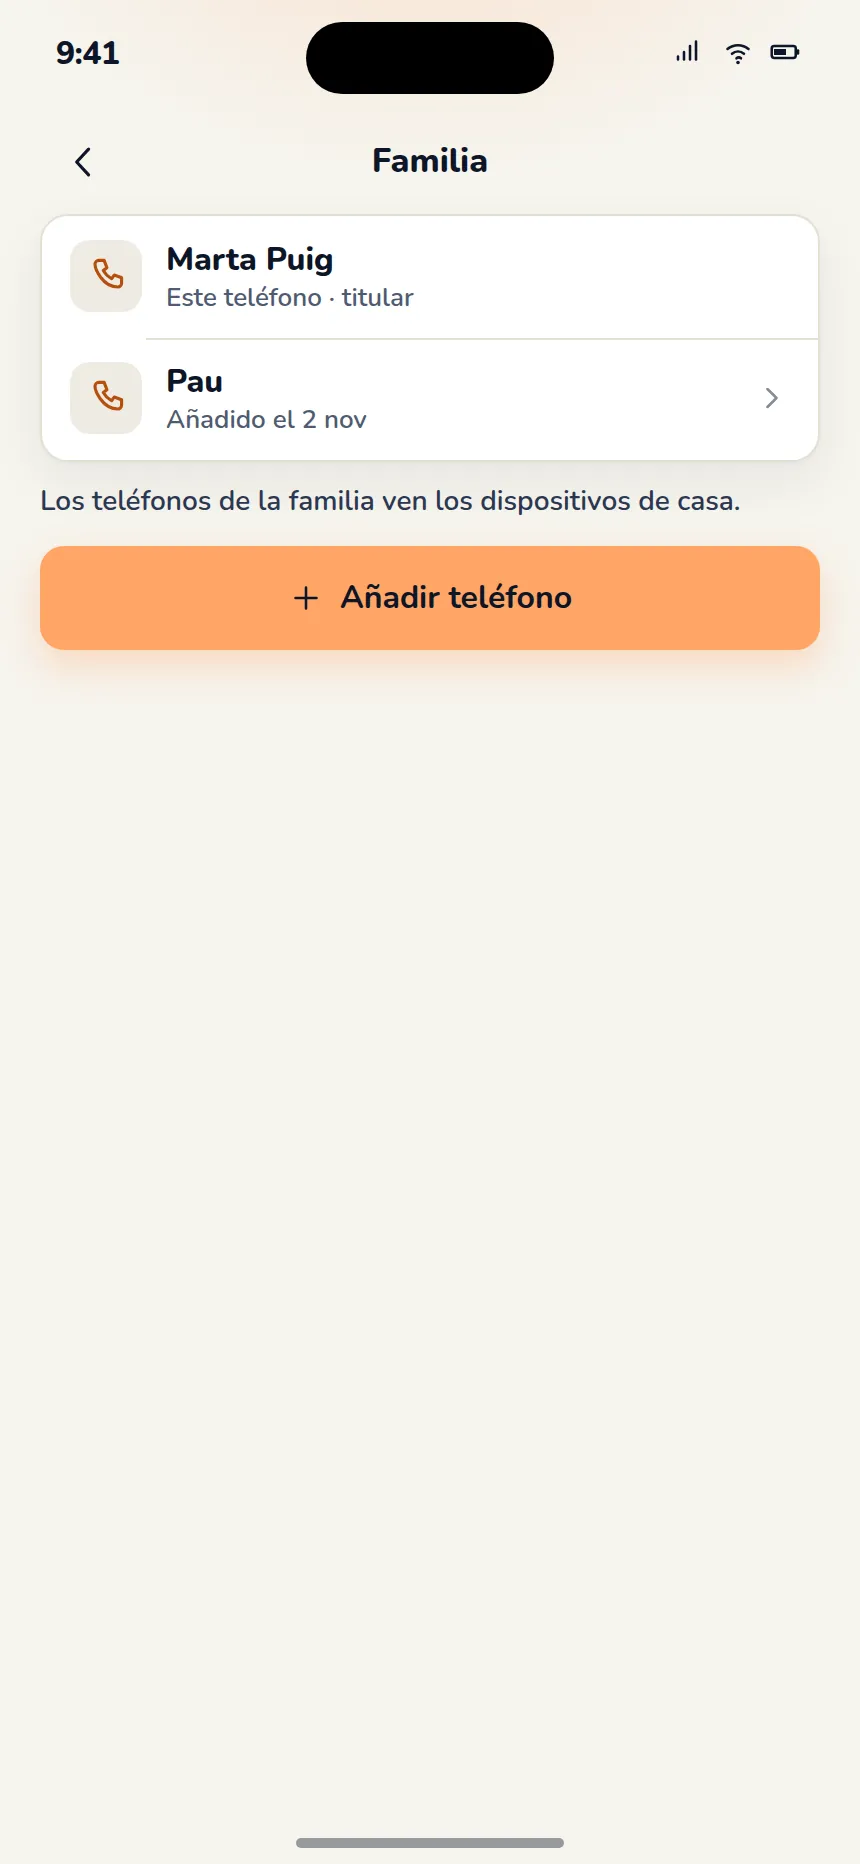 9:41
Familia
Marta Puig
Este teléfono · titular
Pau
Añadido el 2 nov
Los teléfonos de la familia ven los dispositivos de casa.
Añadir teléfono